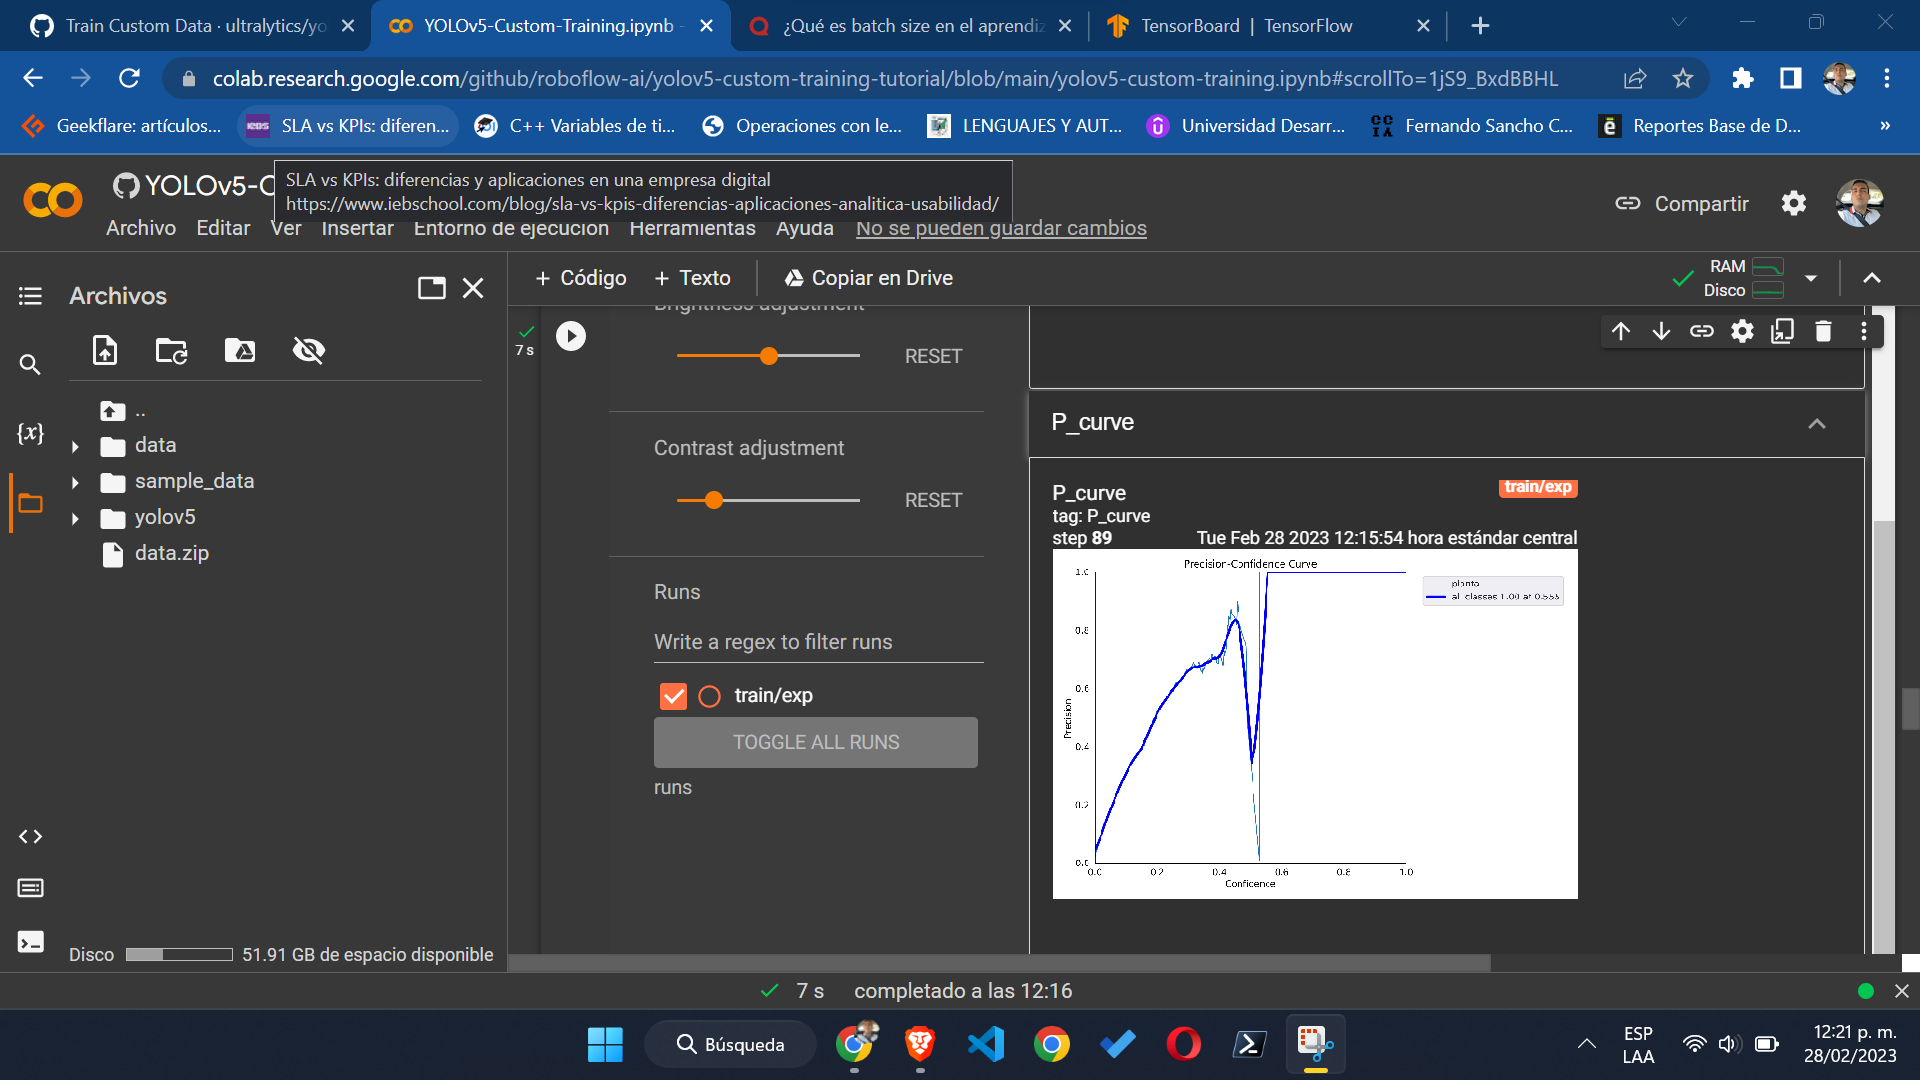 Train Custom Data · ultralytics/yo
YOLOv5-Custom-Training.ipynb -
¿Qué es batch size en el aprendiz
TensorBoard | TensorFlow
colab.research.google.com/github/roboflow-ai/yolov5-custom-training-tutorial/blob/main/yolov5-custom-training.ipynb#scrollTo=1jS9_BxdBBHL
Geekflare: artículos...
SLA vs KPIs: diferen...
C++ Variables de ti...
Operaciones con le...
LENGUAJES Y AUT...
Universidad Desarr...
Fernando Sancho C...
Reportes Base de D...
YOLOv5-C
SLA vs KPIs: diferencias y aplicaciones en una empresa digital
https://www.iebschool.com/blog/sla-vs-kpis-diferencias-aplicaciones-analitica-usabilidad/
Compartir
Archivo Editar Ver Insertar Entorno de ejecución Herramientas Ayuda No se pueden guardar cambios
Archivos
+ Código + Texto Copiar en Drive
RAM
Disco
..
data
sample_data
yolov5
data.zip
Disco 51.91 GB de espacio disponible
7 s
Brightness adjustment
RESET
Contrast adjustment
RESET
Runs
Write a regex to filter runs
train/exp
TOGGLE ALL RUNS
runs
P_curve
P_curve
train/exp
tag: P_curve
step 89
Tue Feb 28 2023 12:15:54 hora estándar central
Precision-Confidence Curve
planta
all classes 1.00 at 0.555
1.0
0.8
0.6
0.4
0.2
0.0
Precision
0.0 0.2 0.4 0.6 0.8 1.0
Confidence
7 s completado a las 12:16
Búsqueda
ESP
LAA
12:21 p. m.
28/02/2023